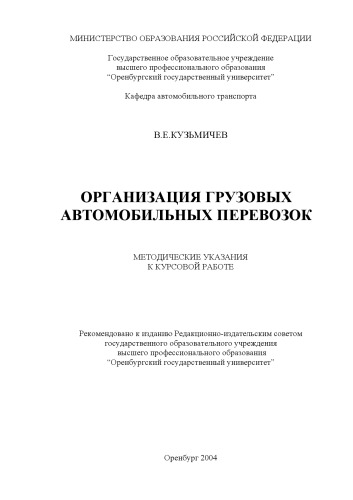 МИНИСТЕРСТВО ОБРАЗОВАНИЯ РОССИЙСКОЙ ФЕДЕРАЦИИ
Государственное образовательное учреждение
высшего профессионального образования
“Оренбургский государственный университет”
Кафедра автомобильного транспорта
В.Е.КУЗЬМИЧЕВ
ОРГАНИЗАЦИЯ ГРУЗОВЫХ
АВТОМОБИЛЬНЫХ ПЕРЕВОЗОК
МЕТОДИЧЕСКИЕ УКАЗАНИЯ
К КУРСОВОЙ РАБОТЕ
Рекомендовано к изданию Редакционно-издательским советом
государственного образовательного учреждения
высшего профессионального образования
“Оренбургский государственный университет”
Оренбург 2004